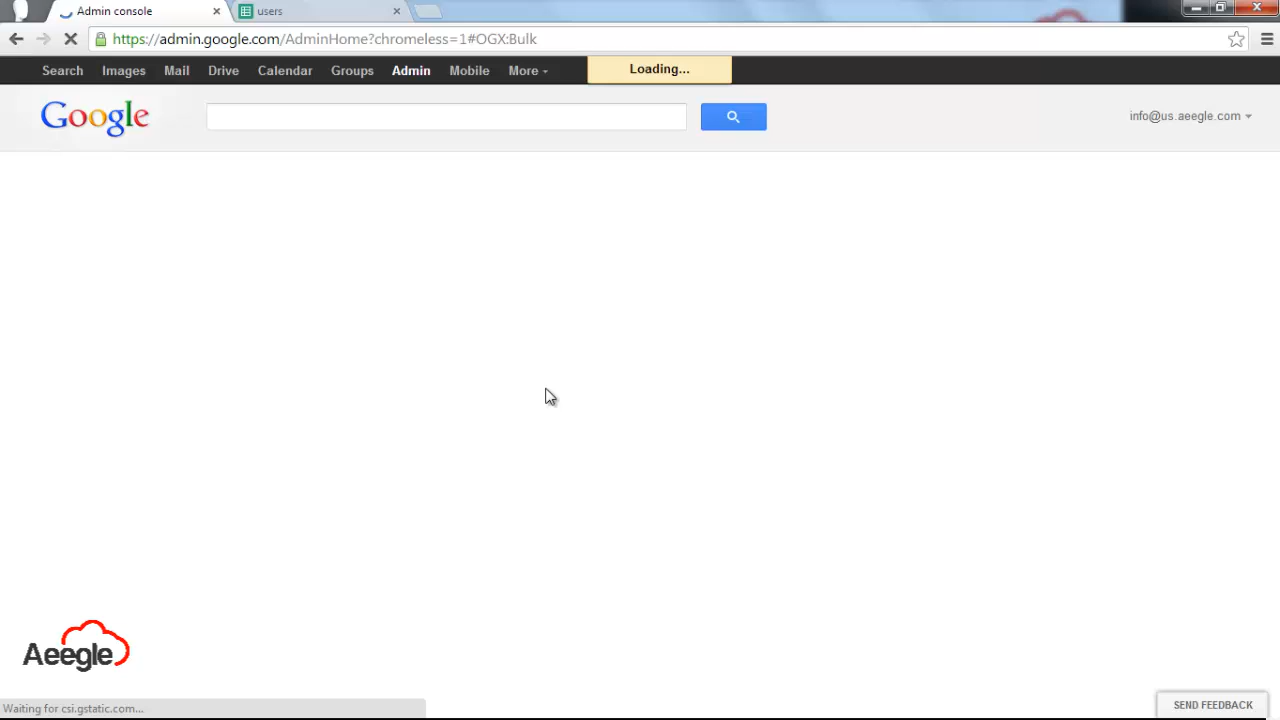 Admin console
users
https://admin.google.com/AdminHome?chromeless=1#OGX:Bulk
Search Images Mail Drive Calendar Groups Admin Mobile More Loading...
Google info@us.aeegle.com
Aeegle
Waiting for csi.gstatic.com...
SEND FEEDBACK